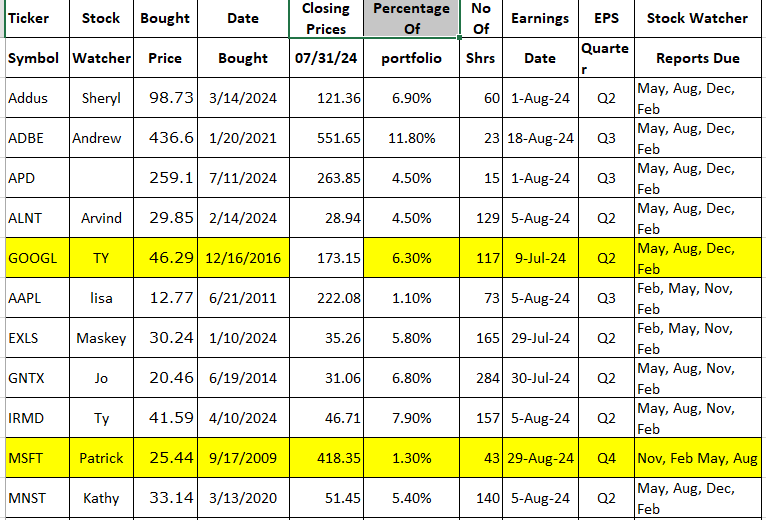 Ticker Stock Bought Date Closing Prices Percentage Of No Of Earnings EPS Stock Watcher
Symbol Watcher Price Bought 07/31/24 portfolio Shrs Date Quarter Reports Due
Addus Sheryl 98.73 3/14/2024 121.36 6.90% 60 1-Aug-24 Q2 May, Aug, Dec, Feb
ADBE Andrew 436.6 1/20/2021 551.65 11.80% 23 18-Aug-24 Q3 May, Aug, Dec, Feb
APD 259.1 7/11/2024 263.85 4.50% 15 1-Aug-24 Q3 May, Aug, Dec, Feb
ALNT Arvind 29.85 2/14/2024 28.94 4.50% 129 5-Aug-24 Q2 May, Aug, Dec, Feb
GOOGL TY 46.29 12/16/2016 173.15 6.30% 117 9-Jul-24 Q2 May, Aug, Dec, Feb
AAPL lisa 12.77 6/21/2011 222.08 1.10% 73 5-Aug-24 Q3 Feb, May, Nov, Feb
EXLS Maskey 30.24 1/10/2024 35.26 5.80% 165 29-Jul-24 Q2 Feb, May, Nov, Feb
GNTX Jo 20.46 6/19/2014 31.06 6.80% 284 30-Jul-24 Q2 May, Aug, Nov, Feb
IRMD Ty 41.59 4/10/2024 46.71 7.90% 157 5-Aug-24 Q2 May, Aug, Nov, Feb
MSFT Patrick 25.44 9/17/2009 418.35 1.30% 43 29-Aug-24 Q4 Nov, Feb May, Aug
MNST Kathy 33.14 3/13/2020 51.45 5.40% 140 5-Aug-24 Q2 May, Aug, Dec, Feb